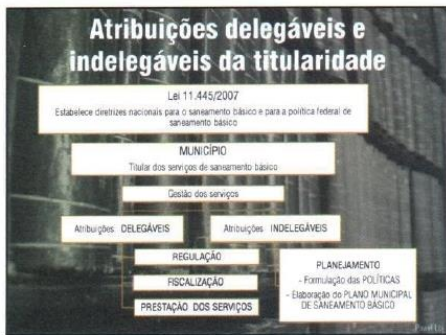 Atribuições delegáveis e
indelegáveis da titularidade
Lei 11.445/2007
Estabelece diretrizes nacionais para o saneamento básico e para a política federal de
saneamento básico
MUNICÍPIO
Titular dos serviços de saneamento básico
Gestão dos serviços
Atribuições DELEGÁVEIS
Atribuições INDELEGÁVEIS
REGULAÇÃO
FISCALIZAÇÃO
PRESTAÇÃO DOS SERVIÇOS
PLANEJAMENTO
- Formulação das POLÍTICAS
- Elaboração do PLANO MUNICIPAL
DE SANEAMENTO BÁSICO